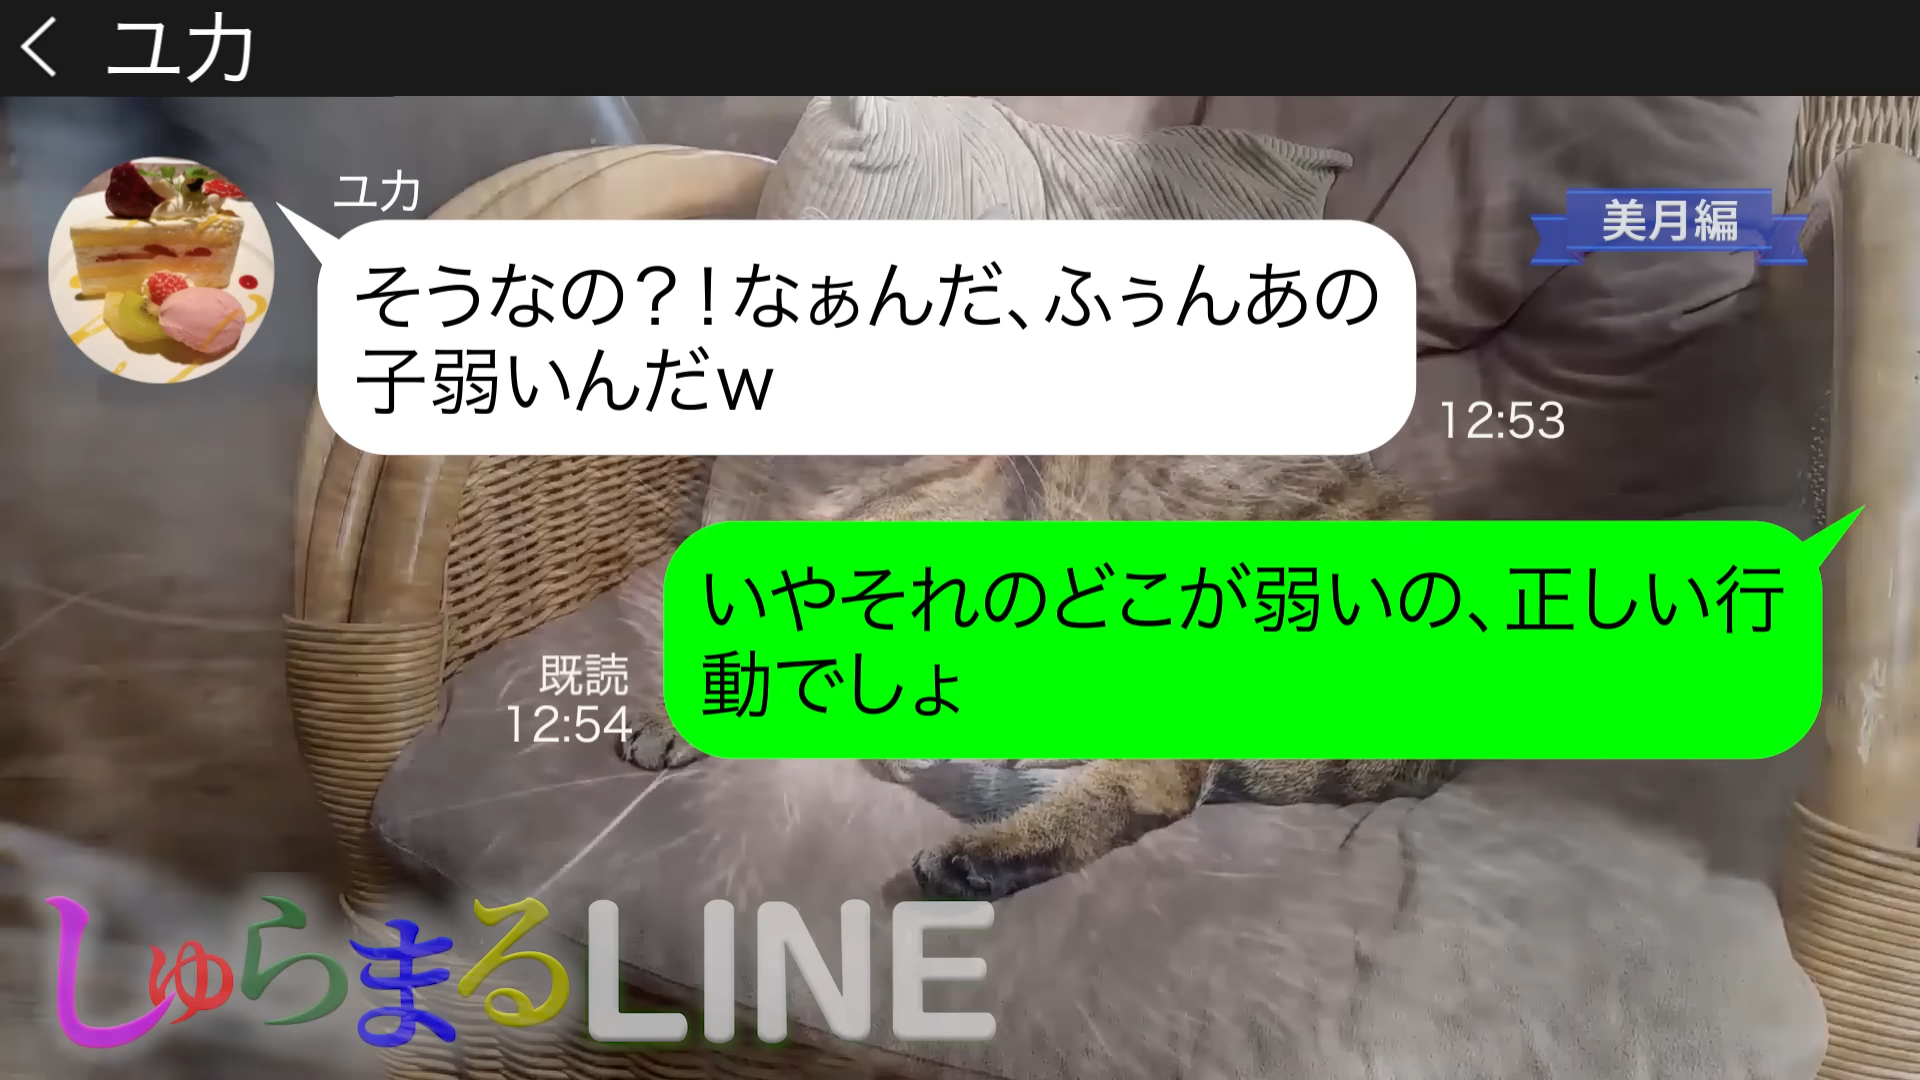 ユカ
ユカ
美月編
そうなの？！なぁんだ、ふぅんあの
子弱いんだw
12:53
いやそれのどこが弱いの、正しい行
動でしょ
既読
12:54
しゅらまるLINE